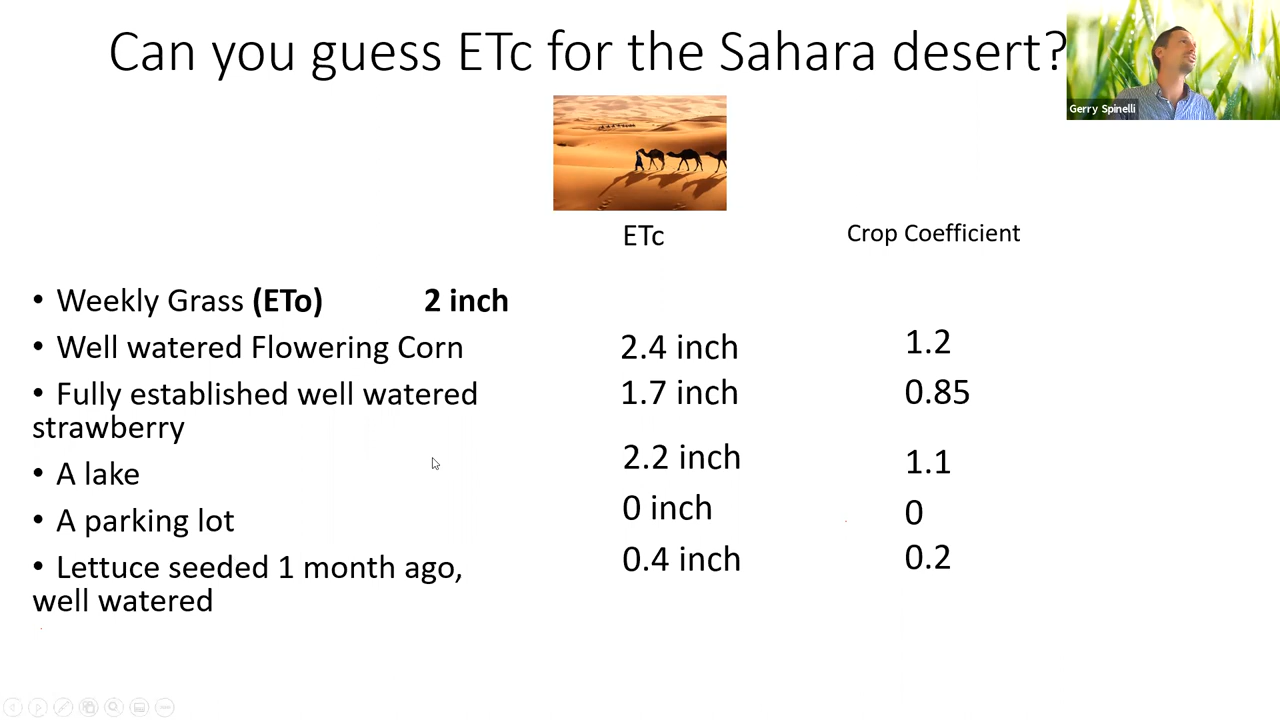 Can you guess ETc for the Sahara desert?
Gerry Spinelli
ETc Crop Coefficient
• Weekly Grass (ETo) 2 inch
• Well watered Flowering Corn 2.4 inch 1.2
• Fully established well watered 1.7 inch 0.85
strawberry
• A lake 2.2 inch 1.1
• A parking lot 0 inch 0
• Lettuce seeded 1 month ago, 0.4 inch 0.2
well watered